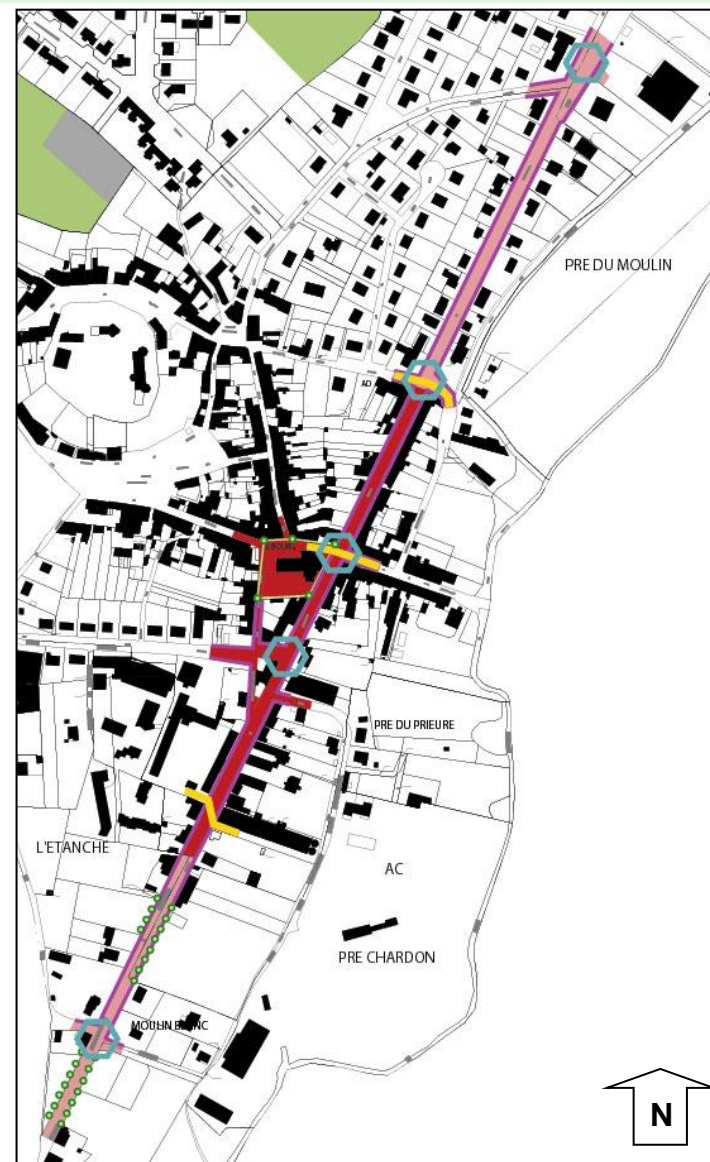 PRE DU MOULIN
AD
PRE DU PRIEURE
L'ETANCHE
AC
PRE CHARDON
MOULIN BLANC
N